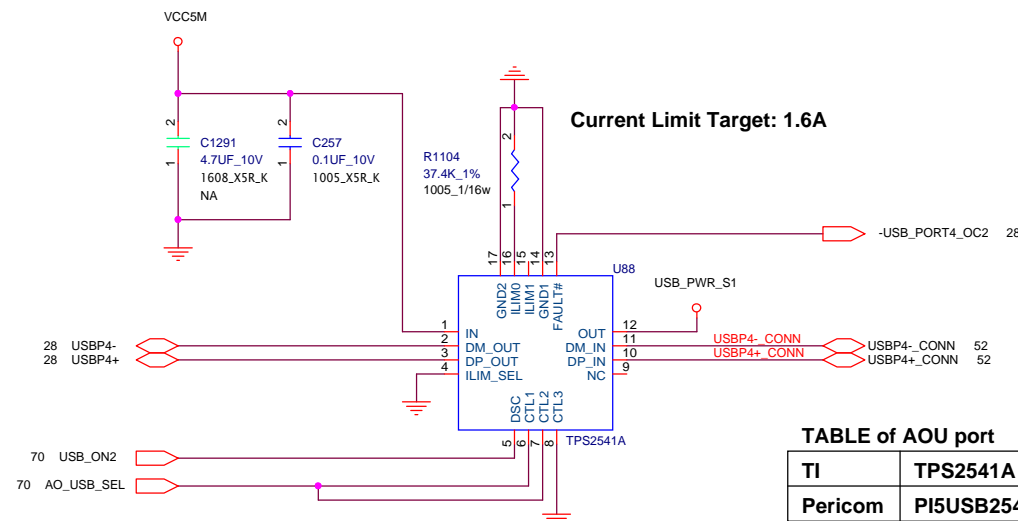 VCC5M
Current Limit Target: 1.6A
2
1
C1291
4.7UF_10V
1608_X5R_K
NA
2
1
C257
0.1UF_10V
1005_X5R_K
R1104
37.4K_1%
1005_1/16w
2
1
-USB_PORT4_OC2 28
17 16 15 14 13
GND2 ILIM0 ILIM1 GND1 FAULT#
U88
USB_PWR_S1
1 IN
OUT 12
28 USBP4-
2 DM_OUT
DM_IN 11
USBP4-_CONN
USBP4-_CONN 52
28 USBP4+
3 DP_OUT
DP_IN 10
USBP4+_CONN
USBP4+_CONN 52
4 ILIM_SEL
NC 9
DSC CTL1 CTL2 CTL3
5 6 7 8
TPS2541A
70 USB_ON2
70 AO_USB_SEL
TABLE of AOU port
TI TPS2541A
Pericom